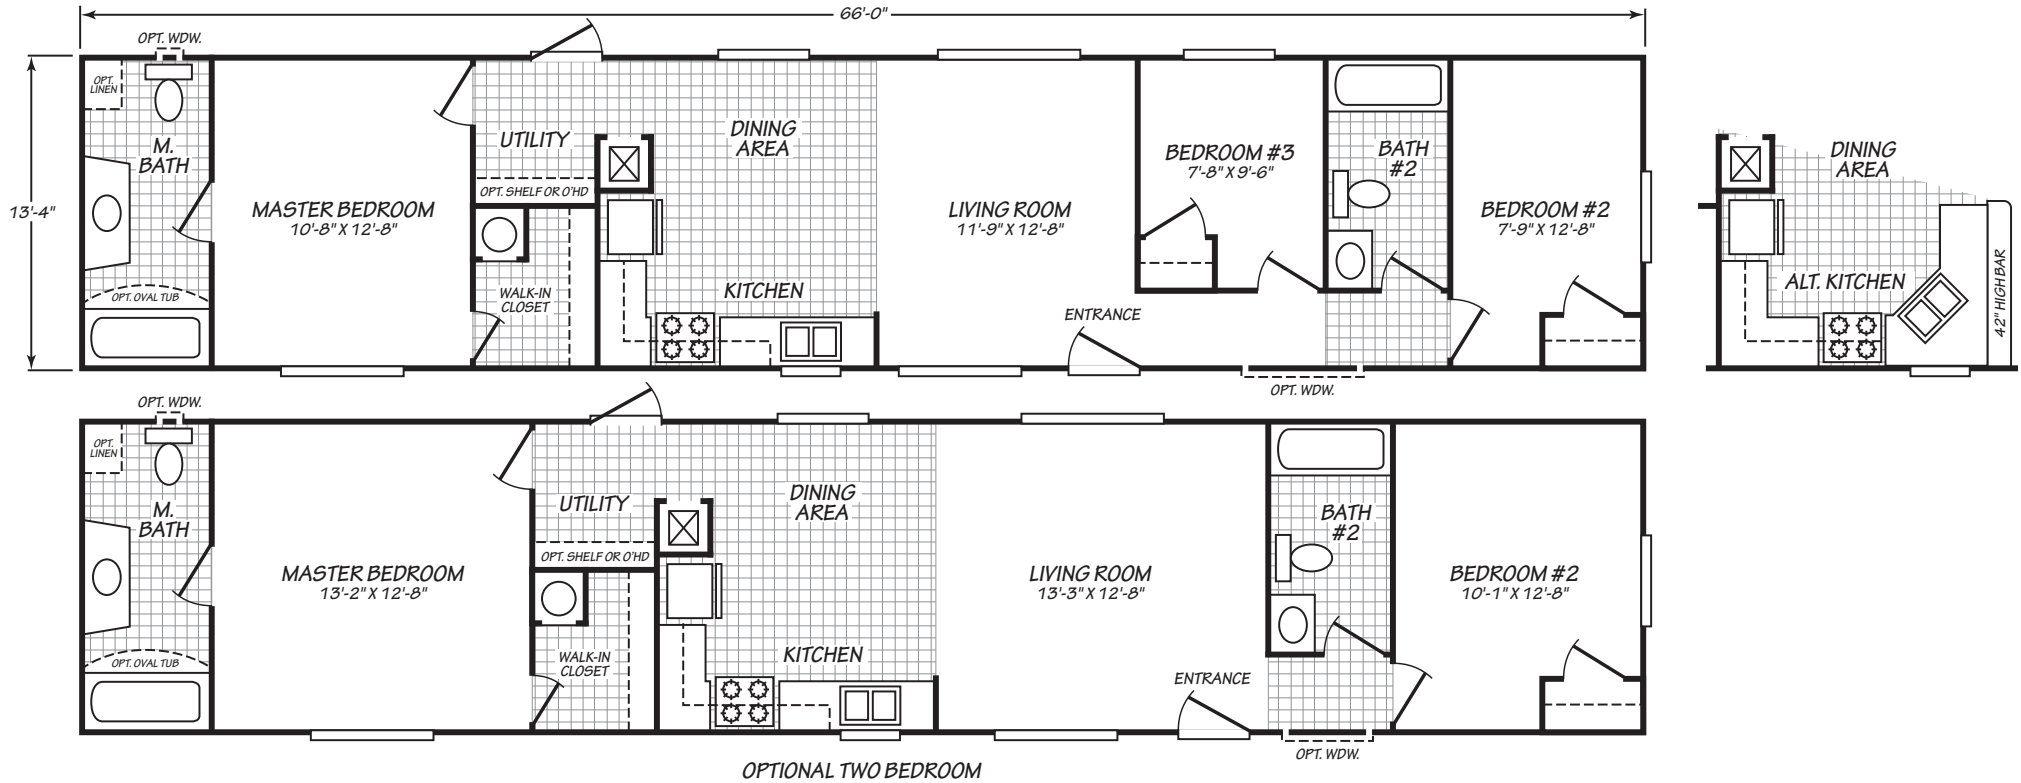 66'-0"
OPT. WDW.
OPT.
LINEN
M.
BATH
13'-4"
OPT. OVAL TUB
MASTER BEDROOM
10'-8" X 12'-8"
UTILITY
OPT. SHELF OR O'HD
WALK-IN
CLOSET
DINING
AREA
KITCHEN
LIVING ROOM
11'-9" X 12'-8"
ENTRANCE
BEDROOM #3
7'-8" X 9'-6"
BATH
#2
BEDROOM #2
7'-9" X 12'-8"
OPT. WDW.
DINING
AREA
ALT. KITCHEN
42" HIGH BAR
OPT. WDW.
OPT.
LINEN
M.
BATH
OPT. OVAL TUB
MASTER BEDROOM
13'-2" X 12'-8"
UTILITY
OPT. SHELF OR O'HD
WALK-IN
CLOSET
DINING
AREA
KITCHEN
LIVING ROOM
13'-3" X 12'-8"
ENTRANCE
BATH
#2
BEDROOM #2
10'-1" X 12'-8"
OPT. WDW.
OPTIONAL TWO BEDROOM